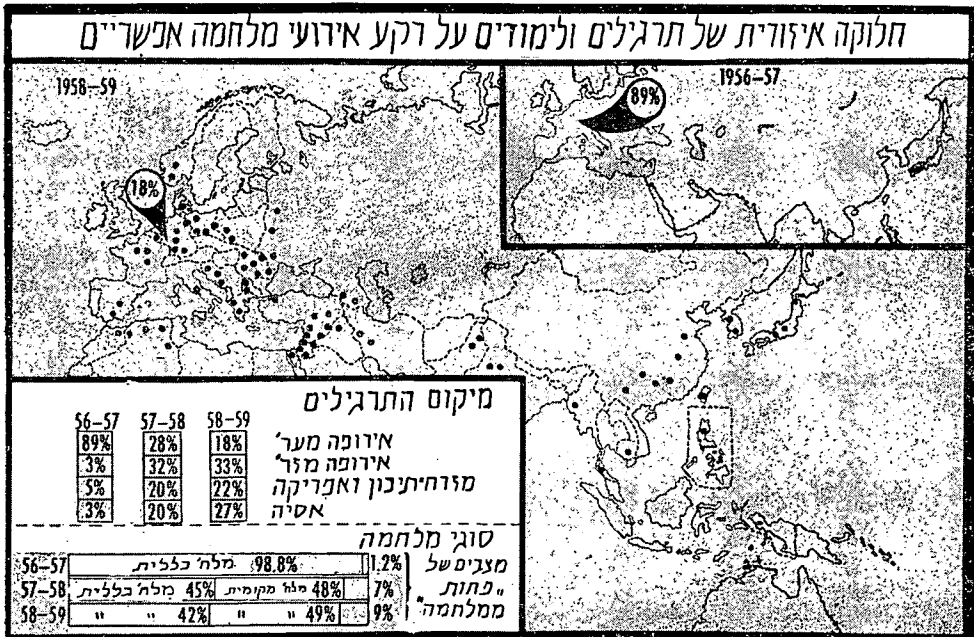 חלוקה איזורית של תרגילים ולימודים על רקע אירועי מלחמה אפשריים
1958–59
18%
1956–57
89%
מיקום התרגילים
56–57 57–58 58–59
אירופה מער' 18% 28% 89%
אירופה מזר' 33% 32% 3%
מזרח-תיכון ואפריקה 22% 20% 5%
אסיה 27% 20% 3%
סוגי מלחמה
56–57 מלח' כללית 98.8% 1.2%
57–58 מלח' כללית 45% מלח' מקומית 48% 7%
58–59 " " 42% " " 49% 9%
מצבים של
"פחות
ממלחמה"